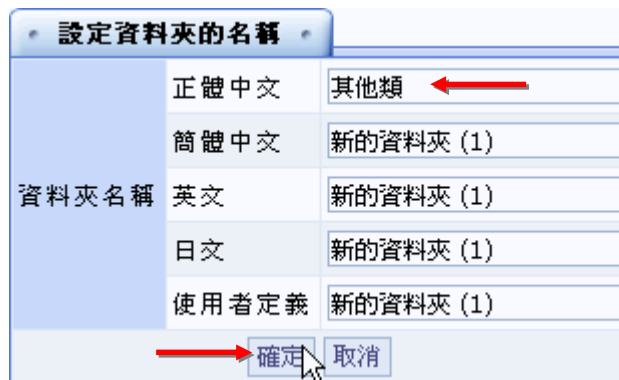 設定資料夾的名稱
正體中文 其他類
簡體中文 新的資料夾 (1)
資料夾名稱 英文 新的資料夾 (1)
日文 新的資料夾 (1)
使用者定義 新的資料夾 (1)
確定 取消